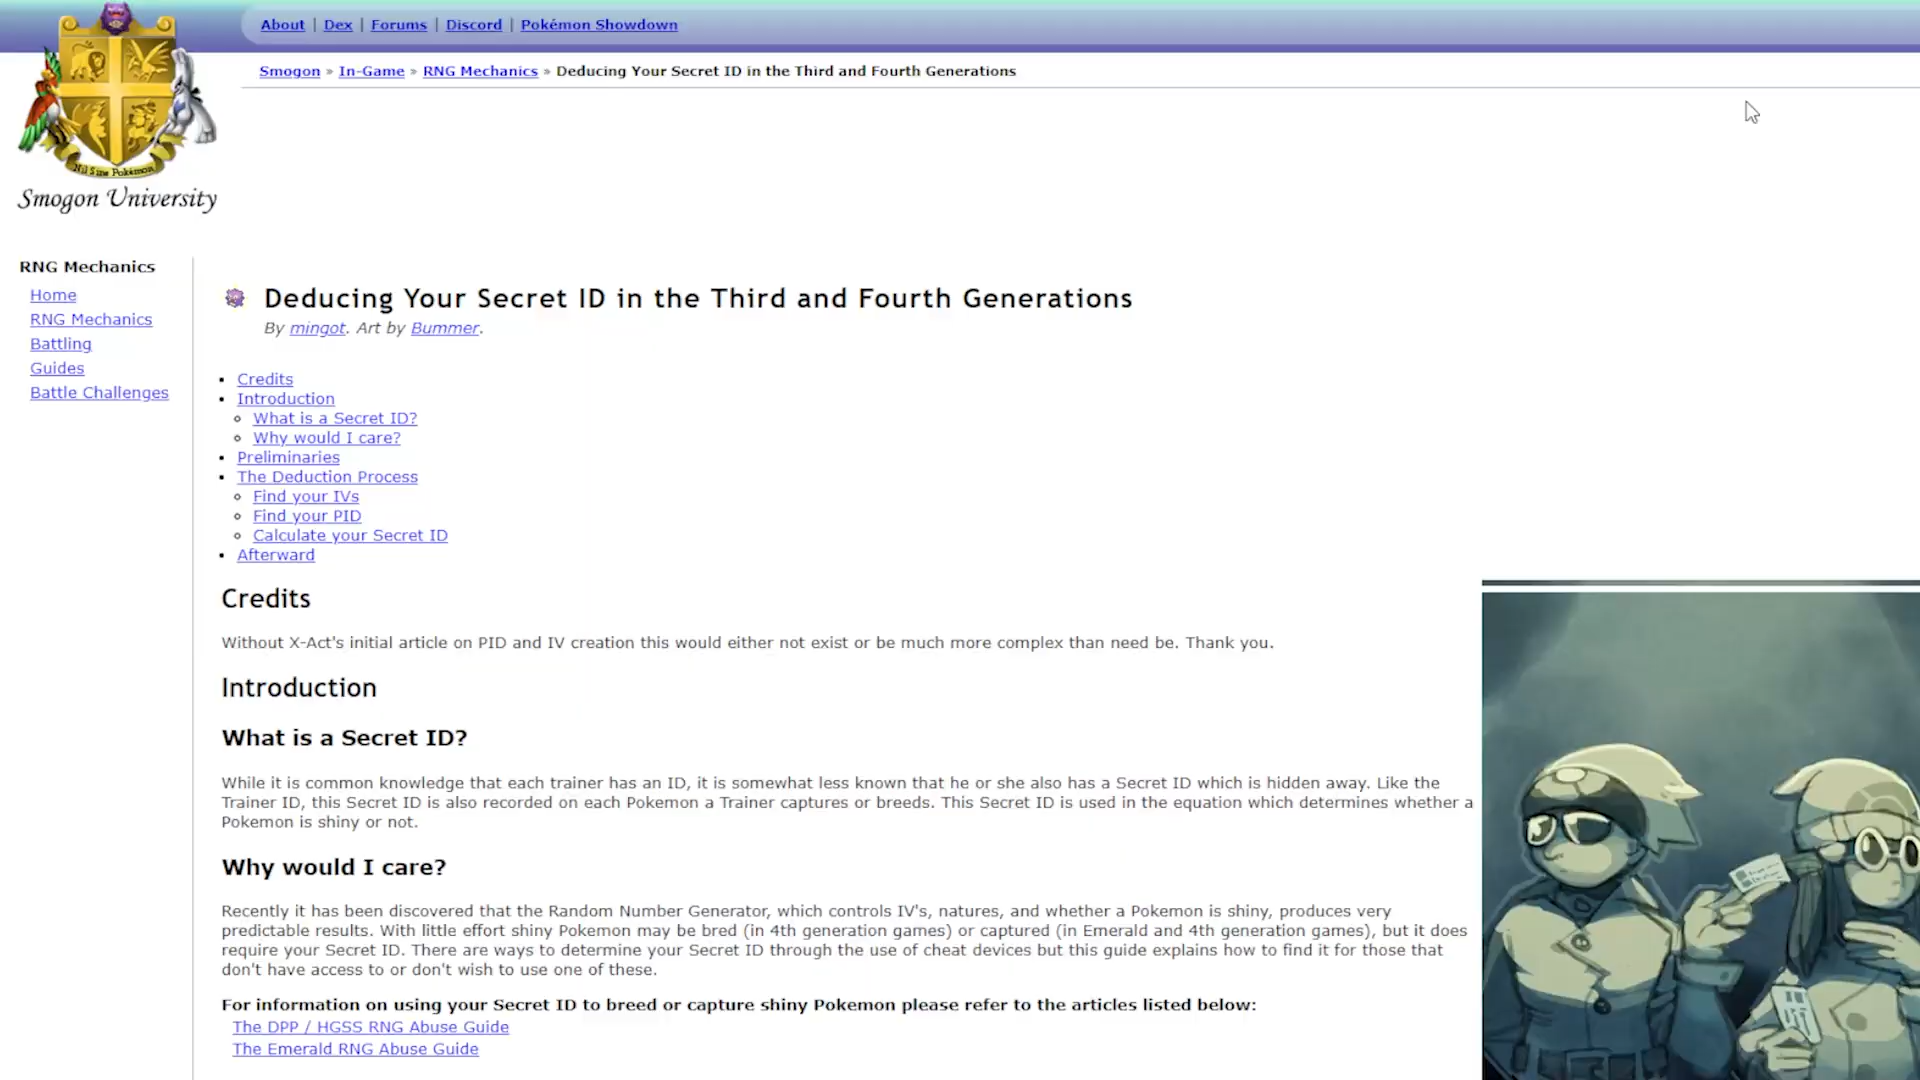 About | Dex | Forums | Discord | Pokémon Showdown
Smogon » In-Game » RNG Mechanics » Deducing Your Secret ID in the Third and Fourth Generations
Nil Sine Pokémon
Smogon University
RNG Mechanics
Home
RNG Mechanics
Battling
Guides
Battle Challenges
Deducing Your Secret ID in the Third and Fourth Generations
By mingot. Art by Bummer.
Credits
Introduction
What is a Secret ID?
Why would I care?
Preliminaries
The Deduction Process
Find your IVs
Find your PID
Calculate your Secret ID
Afterward
Credits
Without X-Act's initial article on PID and IV creation this would either not exist or be much more complex than need be. Thank you.
Introduction
What is a Secret ID?
While it is common knowledge that each trainer has an ID, it is somewhat less known that he or she also has a Secret ID which is hidden away. Like the
Trainer ID, this Secret ID is also recorded on each Pokemon a Trainer captures or breeds. This Secret ID is used in the equation which determines whether a
Pokemon is shiny or not.
Why would I care?
Recently it has been discovered that the Random Number Generator, which controls IV's, natures, and whether a Pokemon is shiny, produces very
predictable results. With little effort shiny Pokemon may be bred (in 4th generation games) or captured (in Emerald and 4th generation games), but it does
require your Secret ID. There are ways to determine your Secret ID through the use of cheat devices but this guide explains how to find it for those that
don't have access to or don't wish to use one of these.
For information on using your Secret ID to breed or capture shiny Pokemon please refer to the articles listed below:
The DPP / HGSS RNG Abuse Guide
The Emerald RNG Abuse Guide